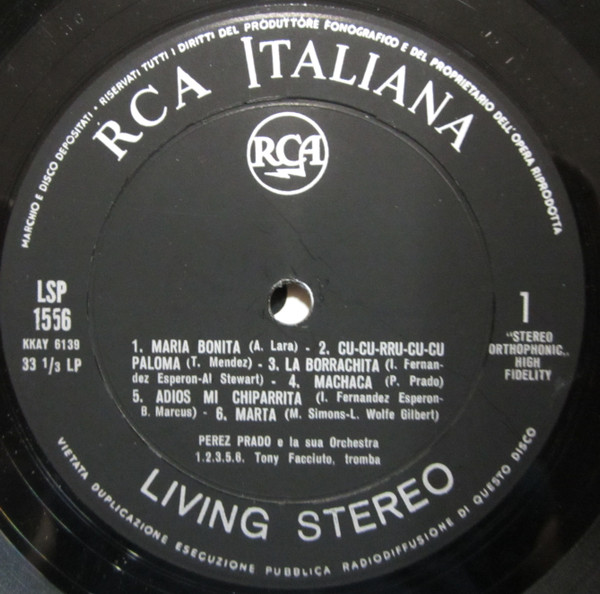 MARCHIO E DISCO DEPOSITATI • RISERVATI TUTTI I DIRITTI DEL PRODUTTORE FONOGRAFICO E DEL PROPRIETARIO DELL'OPERA RIPRODOTTA
RCA ITALIANA
RCA
LSP
1556
KKAY 6139
33 1/3 LP
1
"STEREO
ORTHOPHONIC„
HIGH
FIDELITY
1. MARIA BONITA (A. Lara) - 2. CU-CU-RRU-CU-CU
PALOMA (T. Mendez) - 3. LA BORRACHITA (I. Fernan-
dez Esperon-Al Stewart) - 4. MACHACA (P. Prado)
5. ADIOS MI CHIPARRITA (I. Fernandez Esperon-
B. Marcus) - 6. MARTA (M. Simons-L. Wolfe Gilbert)
PEREZ PRADO e la sua Orchestra
1.2.3.5.6. Tony Facciuto, tromba
LIVING STEREO
VIETATA DUPLICAZIONE ESECUZIONE PUBBLICA RADIODIFFUSIONE DI QUESTO DISCO